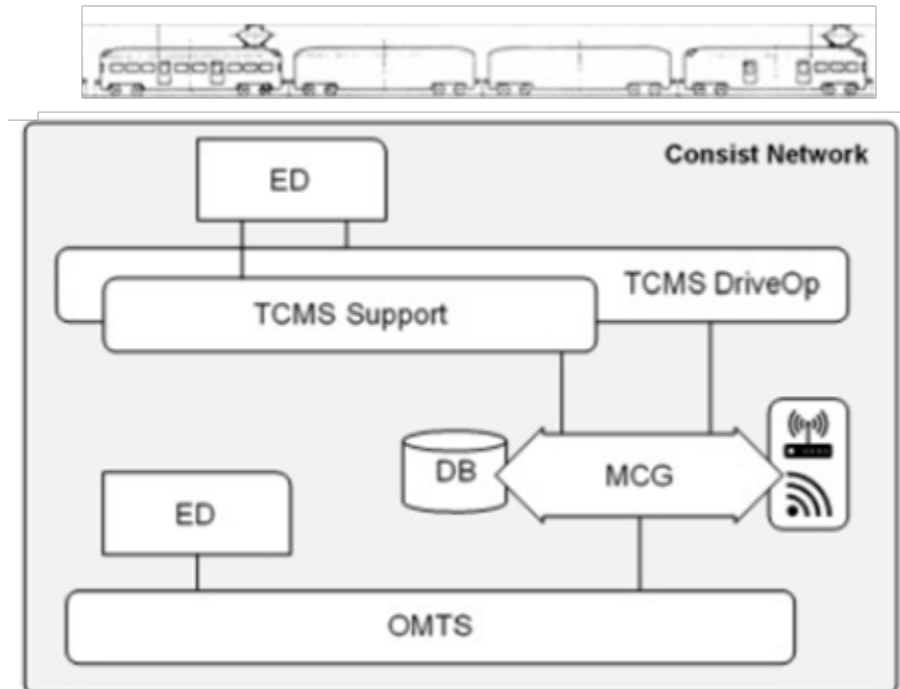 Consist Network
ED
TCMS DriveOp
TCMS Support
DB
MCG
ED
OMTS